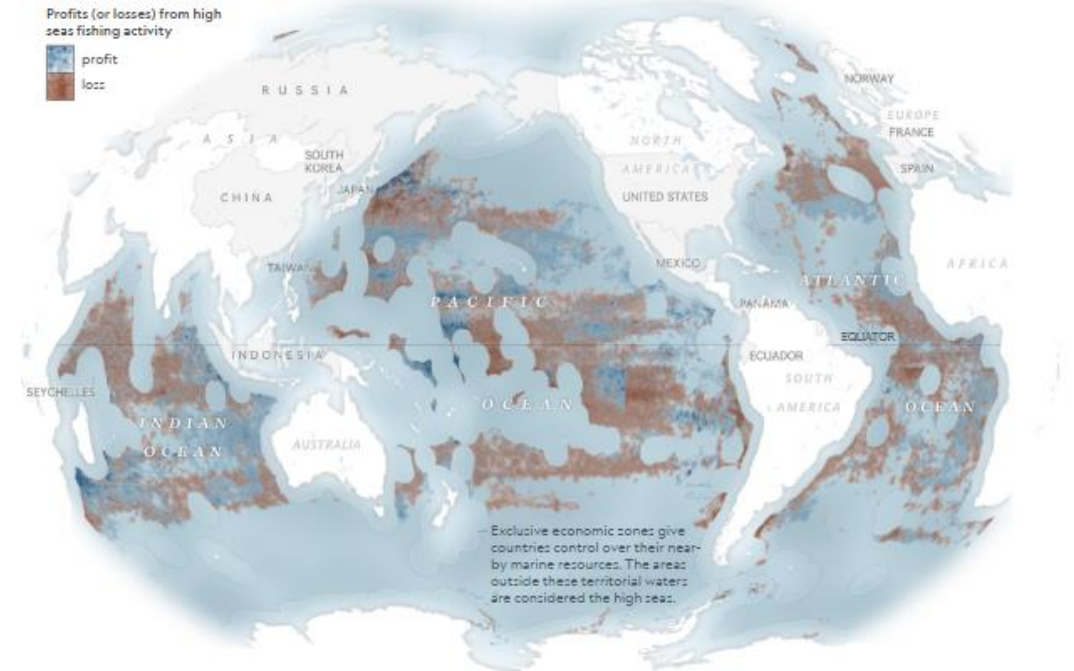 Profits (or losses) from high
seas fishing activity
profit
loss
NORWAY
RUSSIA
EUROPE
FRANCE
ASIA
NORTH
AMERICA
SOUTH
KOREA
SPAIN
JAPAN
CHINA
UNITED STATES
TAIWAN
MEXICO
AFRICA
ATLANTIC
PACIFIC
PANAMA
EQUATOR
INDONESIA
ECUADOR
SEYCHELLES
SOUTH
AMERICA
OCEAN
OCEAN
INDIAN
OCEAN
AUSTRALIA
Exclusive economic zones give
countries control over their near-
by marine resources. The areas
outside these territorial waters
are considered the high seas.